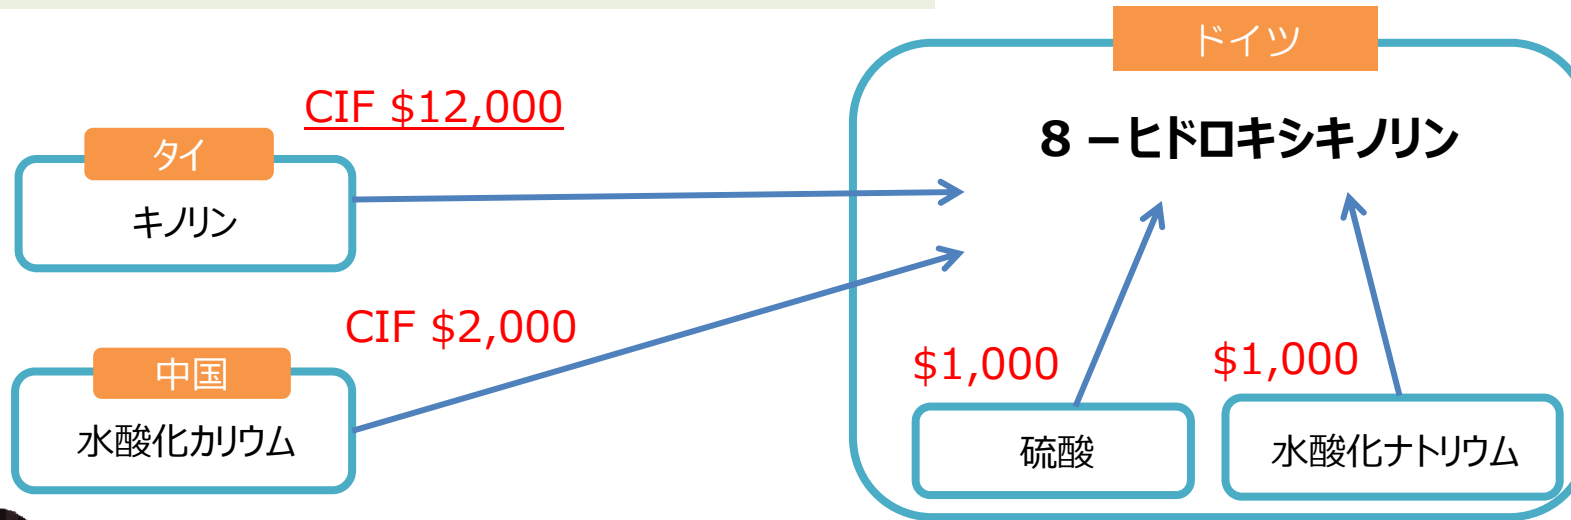 ドイツ
8－ヒドロキシキノリン
CIF $12,000
タイ
キノリン
CIF $2,000
中国
水酸化カリウム
$1,000
硫酸
$1,000
水酸化ナトリウム